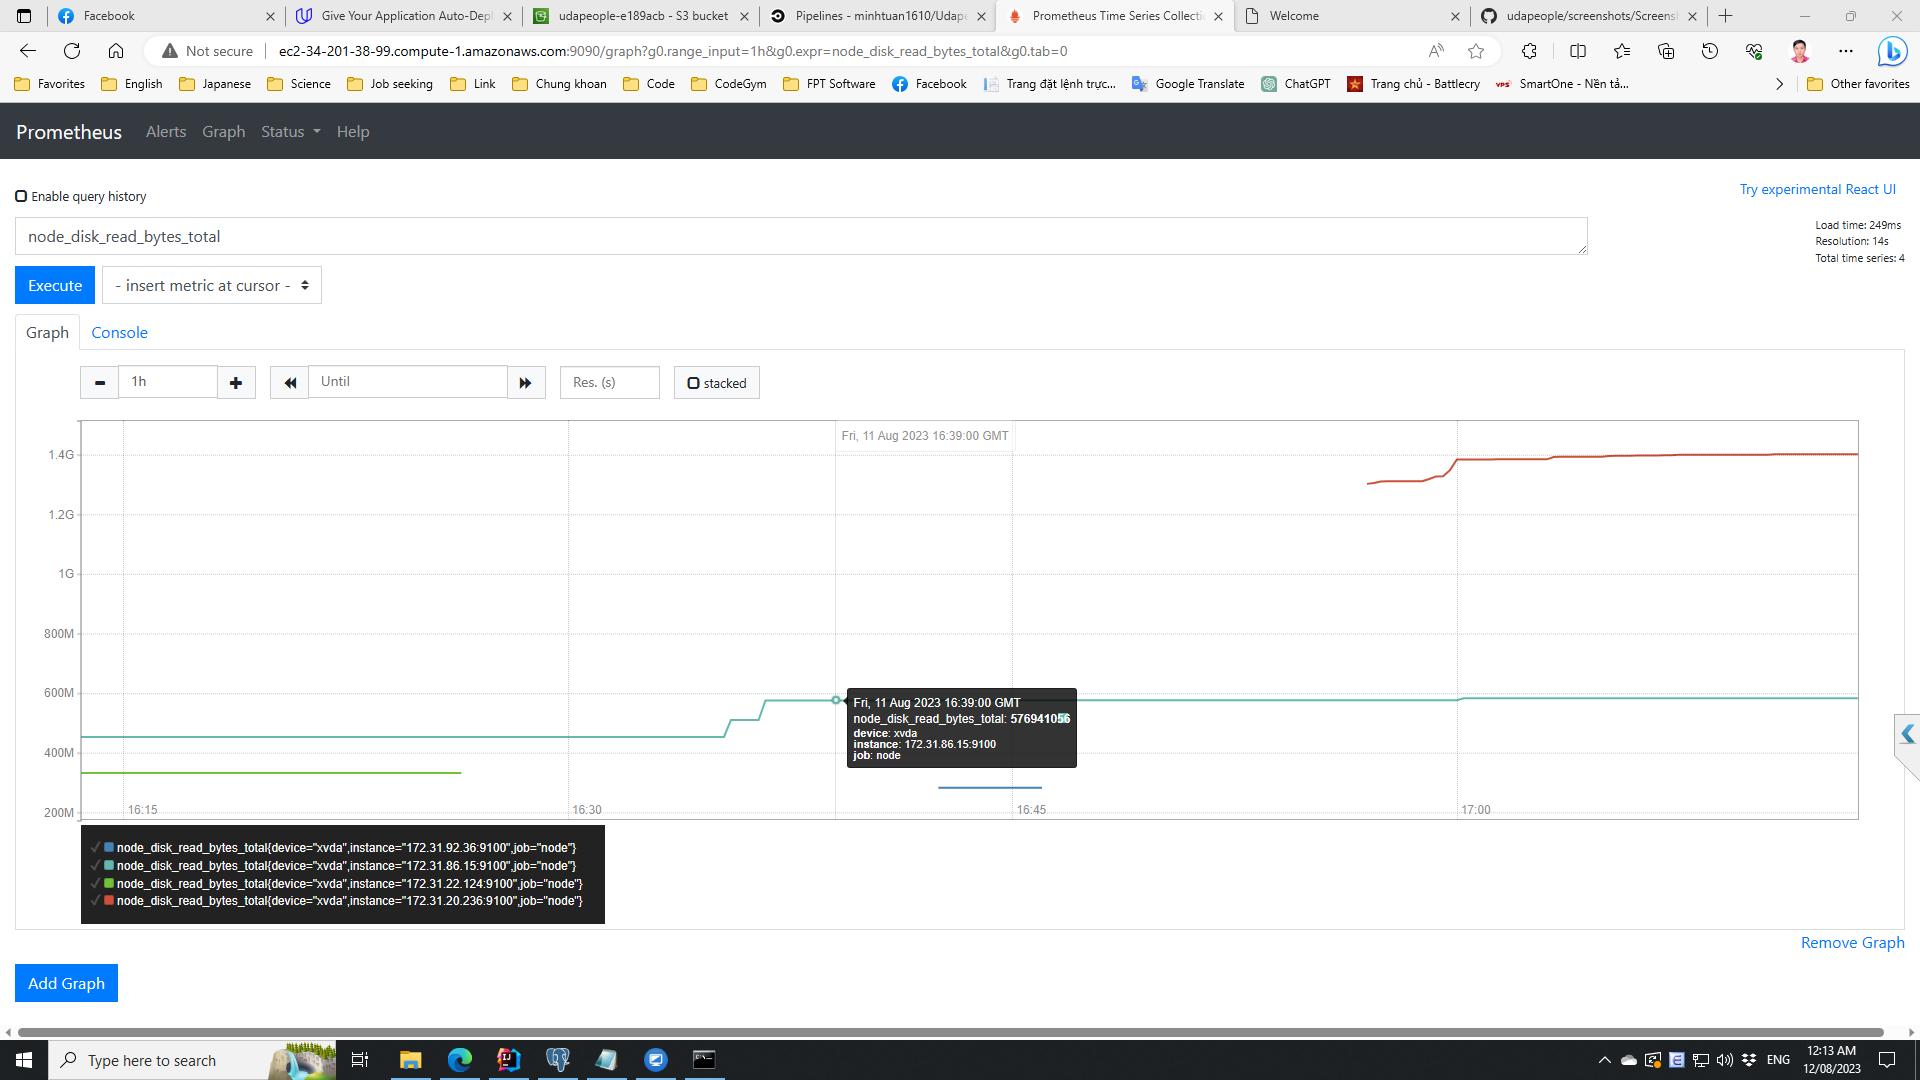 Facebook
Give Your Application Auto-Depl
udapeople-e189acb - S3 bucket
Pipelines - minhtuan1610/Udape
Prometheus Time Series Collecti
Welcome
udapeople/screenshots/Screens
Not secure
ec2-34-201-38-99.compute-1.amazonaws.com:9090/graph?g0.range_input=1h&g0.expr=node_disk_read_bytes_total&g0.tab=0
Favorites
English
Japanese
Science
Job seeking
Link
Chung khoan
Code
CodeGym
FPT Software
Facebook
Trang đặt lệnh trực...
Google Translate
ChatGPT
Trang chủ - Battlecry
VPS
SmartOne - Nền tả...
Other favorites
Prometheus
Alerts
Graph
Status
Help
Enable query history
Try experimental React UI
node_disk_read_bytes_total
Load time: 249ms
Resolution: 14s
Total time series: 4
Execute
- insert metric at cursor -
Graph
Console
1h
Until
Res. (s)
stacked
Fri, 11 Aug 2023 16:39:00 GMT
1.4G
1.2G
1G
800M
600M
400M
200M
Fri, 11 Aug 2023 16:39:00 GMT
node_disk_read_bytes_total: 576941056
device: xvda
instance: 172.31.86.15:9100
job: node
16:15
16:30
16:45
17:00
node_disk_read_bytes_total{device="xvda",instance="172.31.92.36:9100",job="node"}
node_disk_read_bytes_total{device="xvda",instance="172.31.86.15:9100",job="node"}
node_disk_read_bytes_total{device="xvda",instance="172.31.22.124:9100",job="node"}
node_disk_read_bytes_total{device="xvda",instance="172.31.20.236:9100",job="node"}
Remove Graph
Add Graph
Type here to search
ENG
12:13 AM
12/08/2023